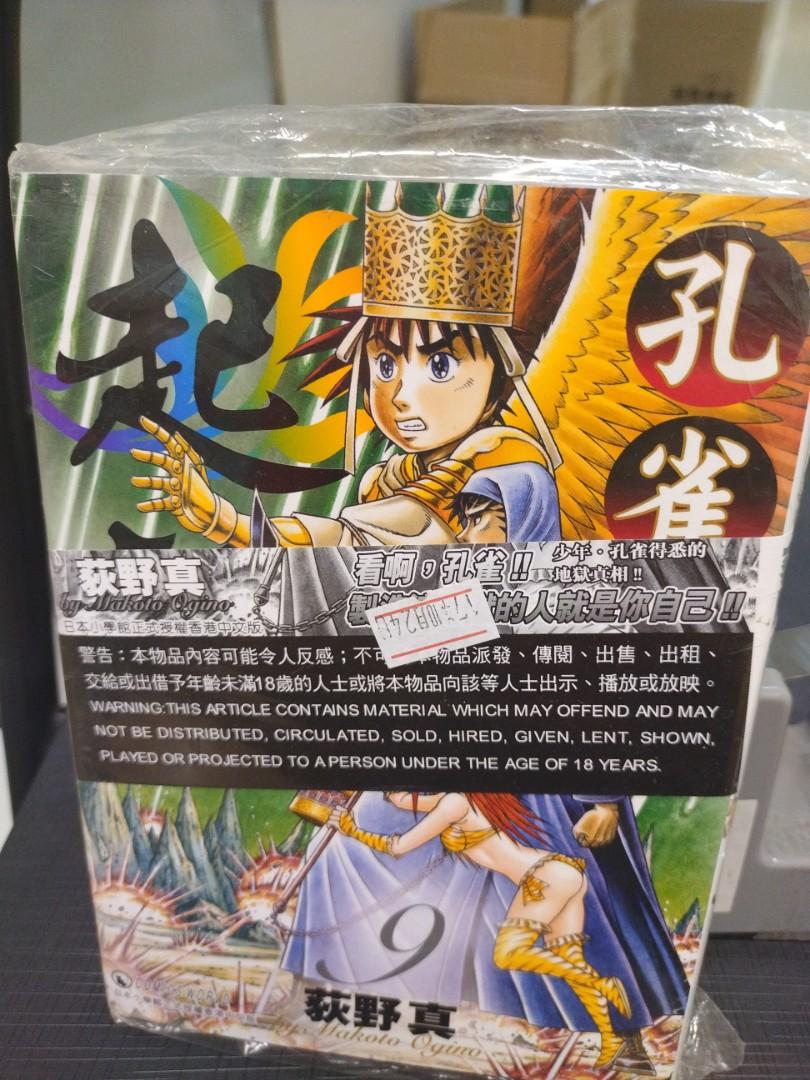 起
孔
雀
荻野真
by Makoto Ogino
日本小學館正式授權香港中文版
看啊，孔雀!!
少年·孔雀得悉的
地獄真相!!
的人就是你自己!!
警告：本物品內容可能令人反感；不可 本物品派發、傳閱、出售、出租、
交給或出借予年齡未滿18歲的人士或將本物品向該等人士出示、播放或放映。
WARNING:THIS ARTICLE CONTAINS MATERIAL WHICH MAY OFFEND AND MAY
NOT BE DISTRIBUTED, CIRCULATED, SOLD, HIRED, GIVEN, LENT, SHOWN,
PLAYED OR PROJECTED TO A PERSON UNDER THE AGE OF 18 YEARS.
9
荻野真
by Makoto Ogino